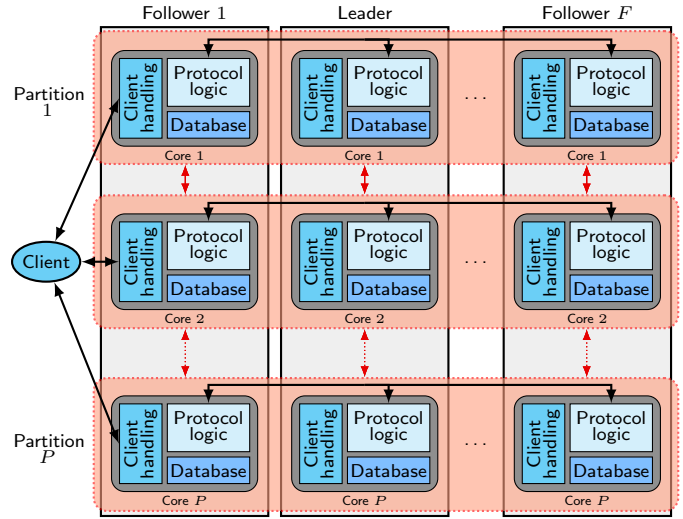 Follower 1
Leader
Follower F
Partition
1
Client
handling
Protocol
logic
Database
Core 1
Client
handling
Protocol
logic
Database
Core 1
...
Client
handling
Protocol
logic
Database
Core 1
Client
Client
handling
Protocol
logic
Database
Core 2
Client
handling
Protocol
logic
Database
Core 2
...
Client
handling
Protocol
logic
Database
Core 2
Partition
P
Client
handling
Protocol
logic
Database
Core P
Client
handling
Protocol
logic
Database
Core P
...
Client
handling
Protocol
logic
Database
Core P